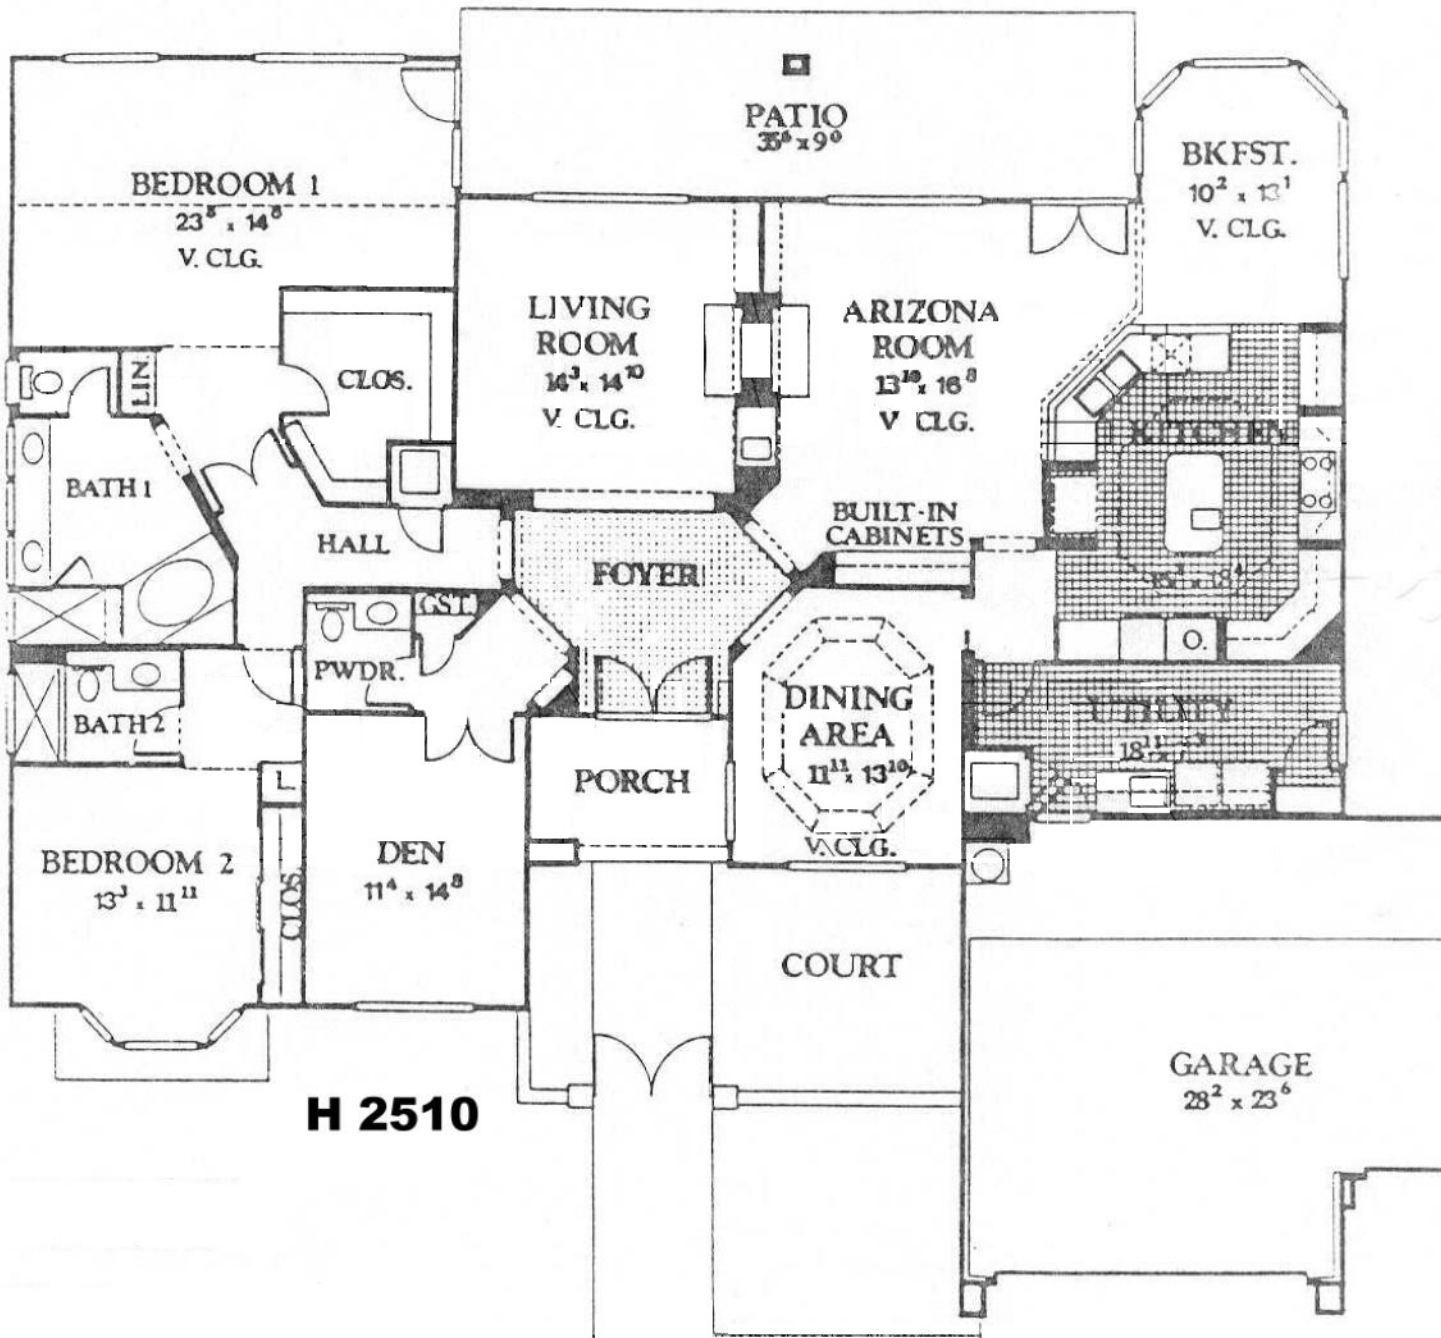 PATIO
35⁶ x 9⁰
BKFST.
10² x 13¹
V. CLG.
BEDROOM 1
V. CLG.
LIVING
ROOM
14³ x 14¹⁰
V. CLG.
ARIZONA
ROOM
13¹⁰ x 16⁸
V CLG.
CLOS.
LIN.
KITCHEN
BATH 1
HALL
BUILT-IN
CABINETS
FOYER
GST.
PWDR.
O.
BATH 2
DINING
AREA
11¹¹ x 13¹⁰
V. CLG.
UTILITY
PORCH
L
BEDROOM 2
13³ x 11¹¹
CLOS.
DEN
11⁴ x 14⁸
COURT
GARAGE
28² x 23⁶
H 2510